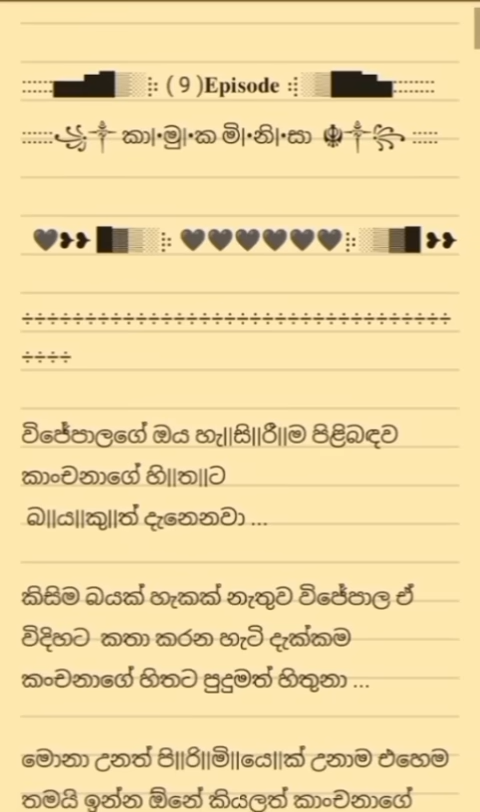 ::::::▅▆▇█▓▒░⡷ ( 9 )Episode ⢾░▒▓█▇▆▅::::::::
::::::꧁༒ කා|•මු|•ක මි|•නි|•සා ☬༒꧂ :::::
🖤❥❥ █▓▒░⡷ 🖤🖤🖤🖤🖤🖤⡷░▒▓█ ❥❥
÷÷÷÷÷÷÷÷÷÷÷÷÷÷÷÷÷÷÷÷÷÷÷÷÷÷÷÷÷÷÷÷÷÷
÷÷÷÷
විජේපාලගේ ඔය හැ||සි||රී||ම පිළිබඳව
කාංචනාගේ හි||ත||ට
බ||ය||කු||ත් දැනෙනවා ...
කිසිම බයක් හැකක් නැතුව විජේපාල ඒ
විදිහට කතා කරන හැටි දැක්කම
කංචනාගේ හිතට පුදුමත් හිතුනා ...
මොනා උනත් පි||රි||මි||යෙ||ක් උනාම එහෙම
තමයි ඉන්න ඕනේ කියලත් කාංචනාගේ